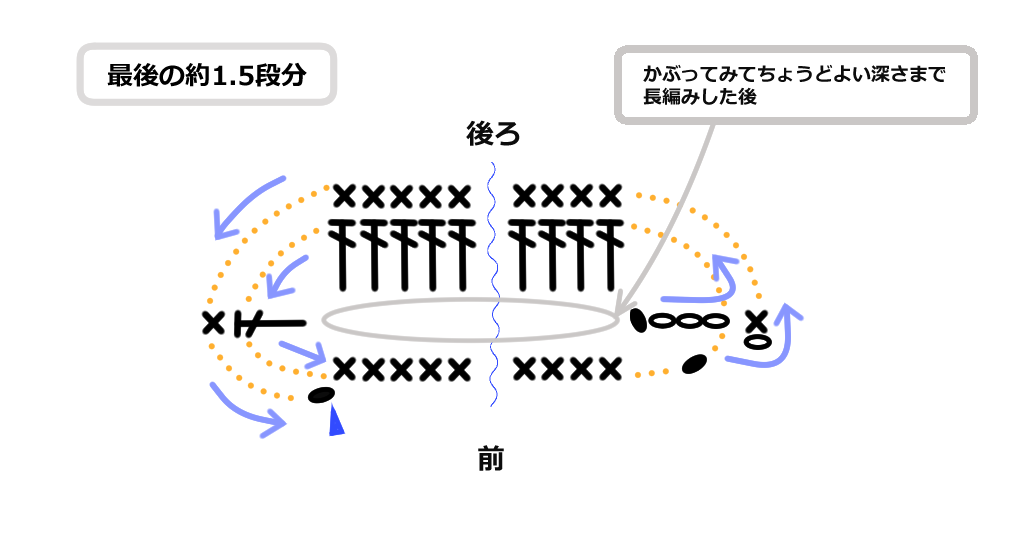 最後の約1.5段分
かぶってみてちょうどよい深さまで
長編みした後
後ろ
前